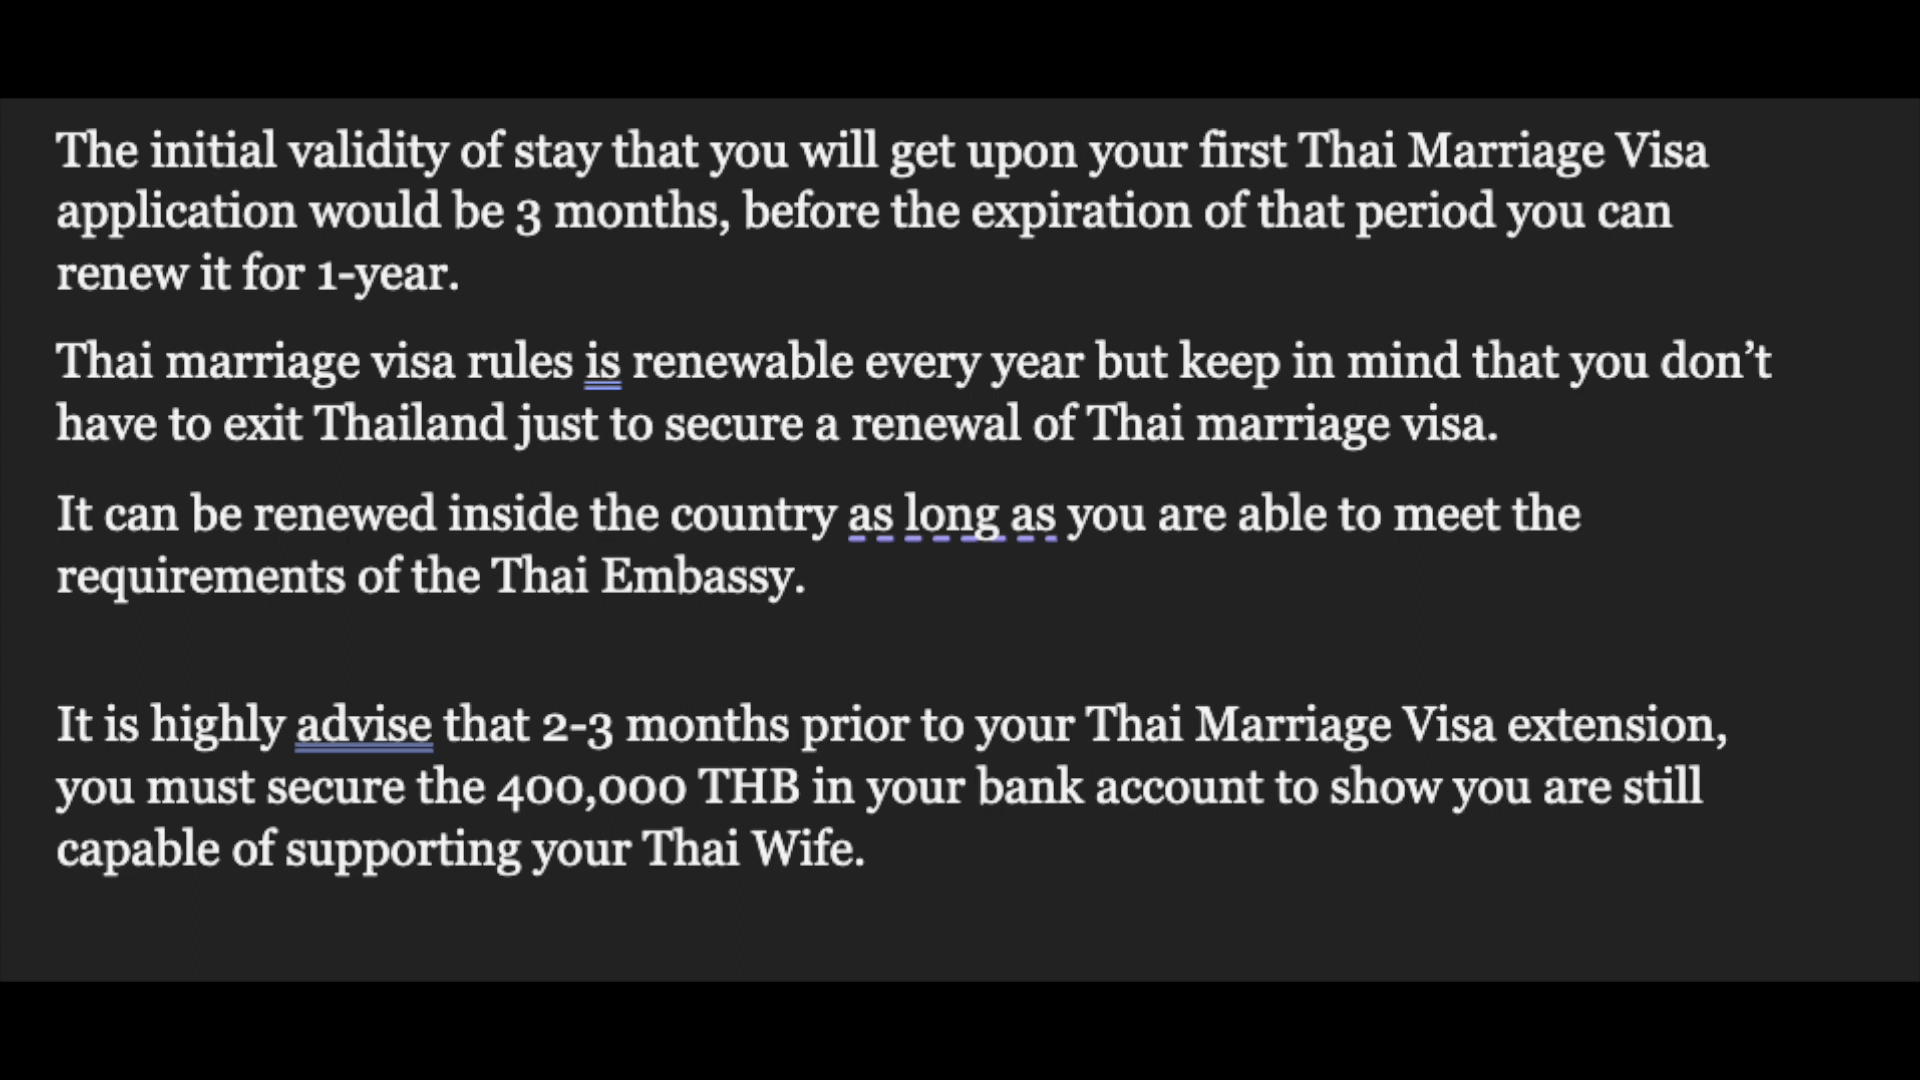 The initial validity of stay that you will get upon your first Thai Marriage Visa
application would be 3 months, before the expiration of that period you can
renew it for 1-year.
Thai marriage visa rules is renewable every year but keep in mind that you don’t
have to exit Thailand just to secure a renewal of Thai marriage visa.
It can be renewed inside the country as long as you are able to meet the
requirements of the Thai Embassy.
It is highly advise that 2-3 months prior to your Thai Marriage Visa extension,
you must secure the 400,000 THB in your bank account to show you are still
capable of supporting your Thai Wife.